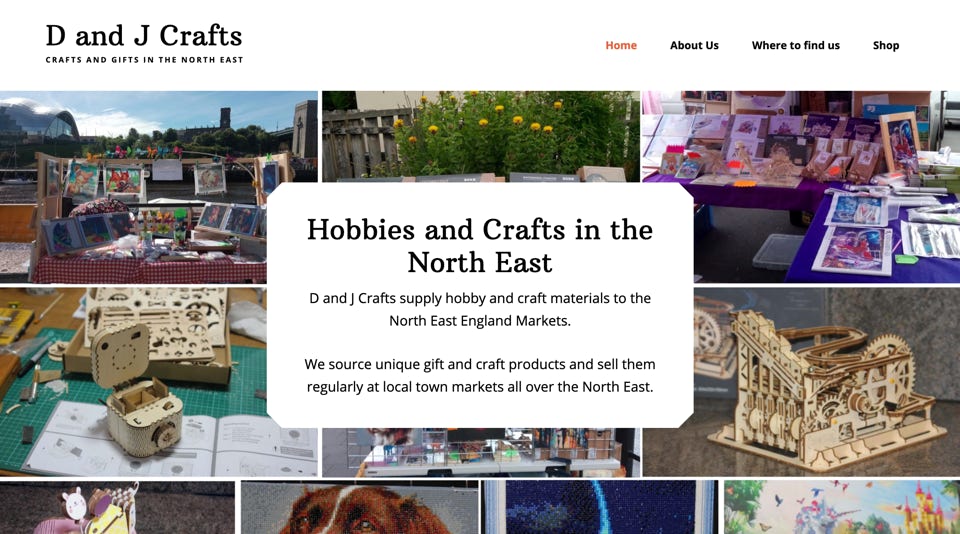 D and J Crafts
CRAFTS AND GIFTS IN THE NORTH EAST
Home
About Us
Where to find us
Shop
Hobbies and Crafts in the
North East
D and J Crafts supply hobby and craft materials to the
North East England Markets.
We source unique gift and craft products and sell them
regularly at local town markets all over the North East.